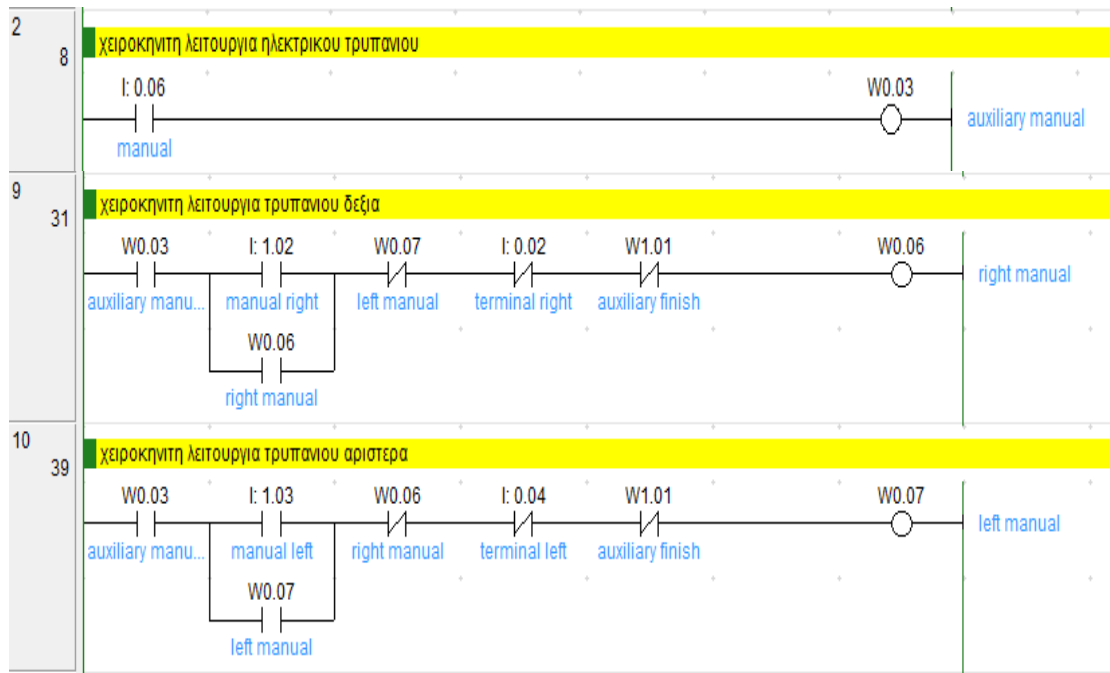 2
8
χειροκηνιτη λειτουργια ηλεκτρικου τρυπανιου
I: 0.06 W0.03
manual auxiliary manual
9
31
χειροκηνιτη λειτουργια τρυπανιου δεξια
W0.03 I: 1.02 W0.07 I: 0.02 W1.01 W0.06
auxiliary manu... manual right left manual terminal right auxiliary finish right manual
W0.06
right manual
10
39
χειροκηνιτη λειτουργια τρυπανιου αριστερα
W0.03 I: 1.03 W0.06 I: 0.04 W1.01 W0.07
auxiliary manu... manual left right manual terminal left auxiliary finish left manual
W0.07
left manual